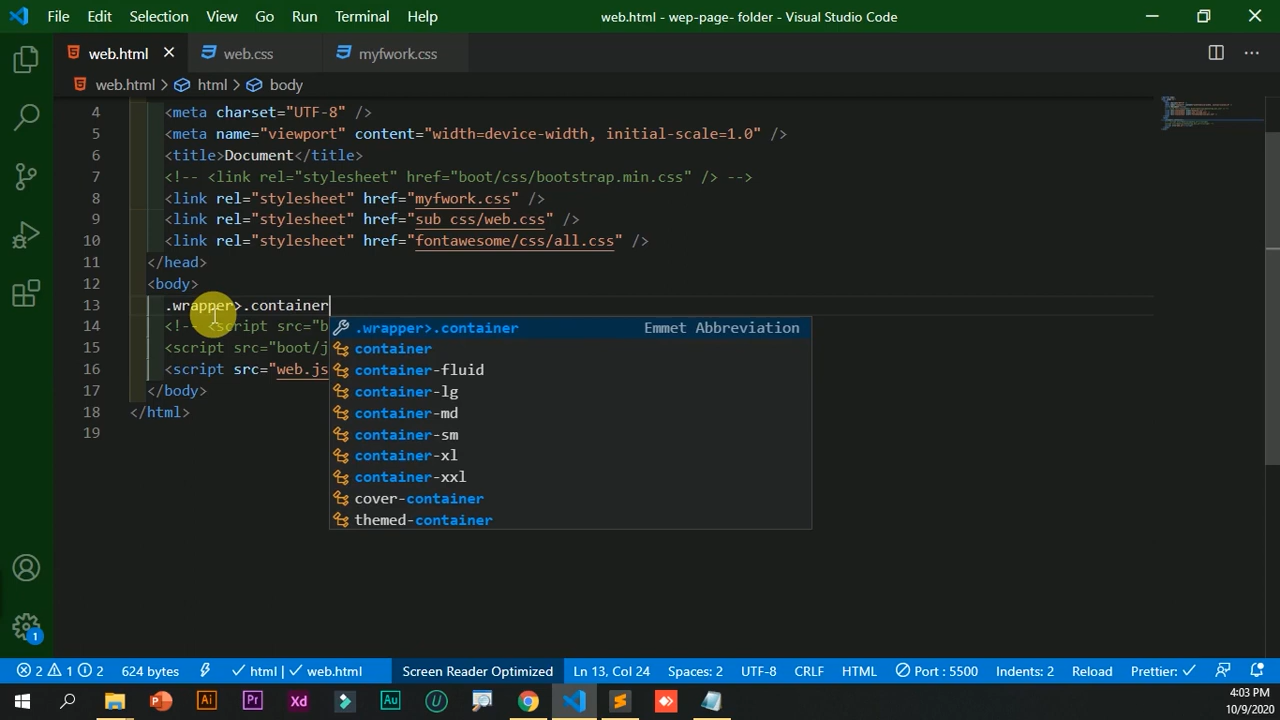 File Edit Selection View Go Run Terminal Help web.html - wep-page- folder - Visual Studio Code
web.html web.css myfwork.css
web.html > html > body
4 <meta charset="UTF-8" />
5 <meta name="viewport" content="width=device-width, initial-scale=1.0" />
6 <title>Document</title>
7 <!-- <link rel="stylesheet" href="boot/css/bootstrap.min.css" /> -->
8 <link rel="stylesheet" href="myfwork.css" />
9 <link rel="stylesheet" href="sub css/web.css" />
10 <link rel="stylesheet" href="fontawesome/css/all.css" />
11 </head>
12 <body>
13 .wrapper>.container
14 <!-- <script src="b .wrapper>.container Emmet Abbreviation
15 <script src="boot/j container
16 <script src="web.js container-fluid
17 </body> container-lg
18 </html> container-md
19 container-sm
container-xl
container-xxl
cover-container
themed-container
1
2 1 2 624 bytes html | web.html Screen Reader Optimized Ln 13, Col 24 Spaces: 2 UTF-8 CRLF HTML Port : 5500 Indents: 2 Reload Prettier:
Ai Pr Xd Au U 4:03 PM
10/9/2020